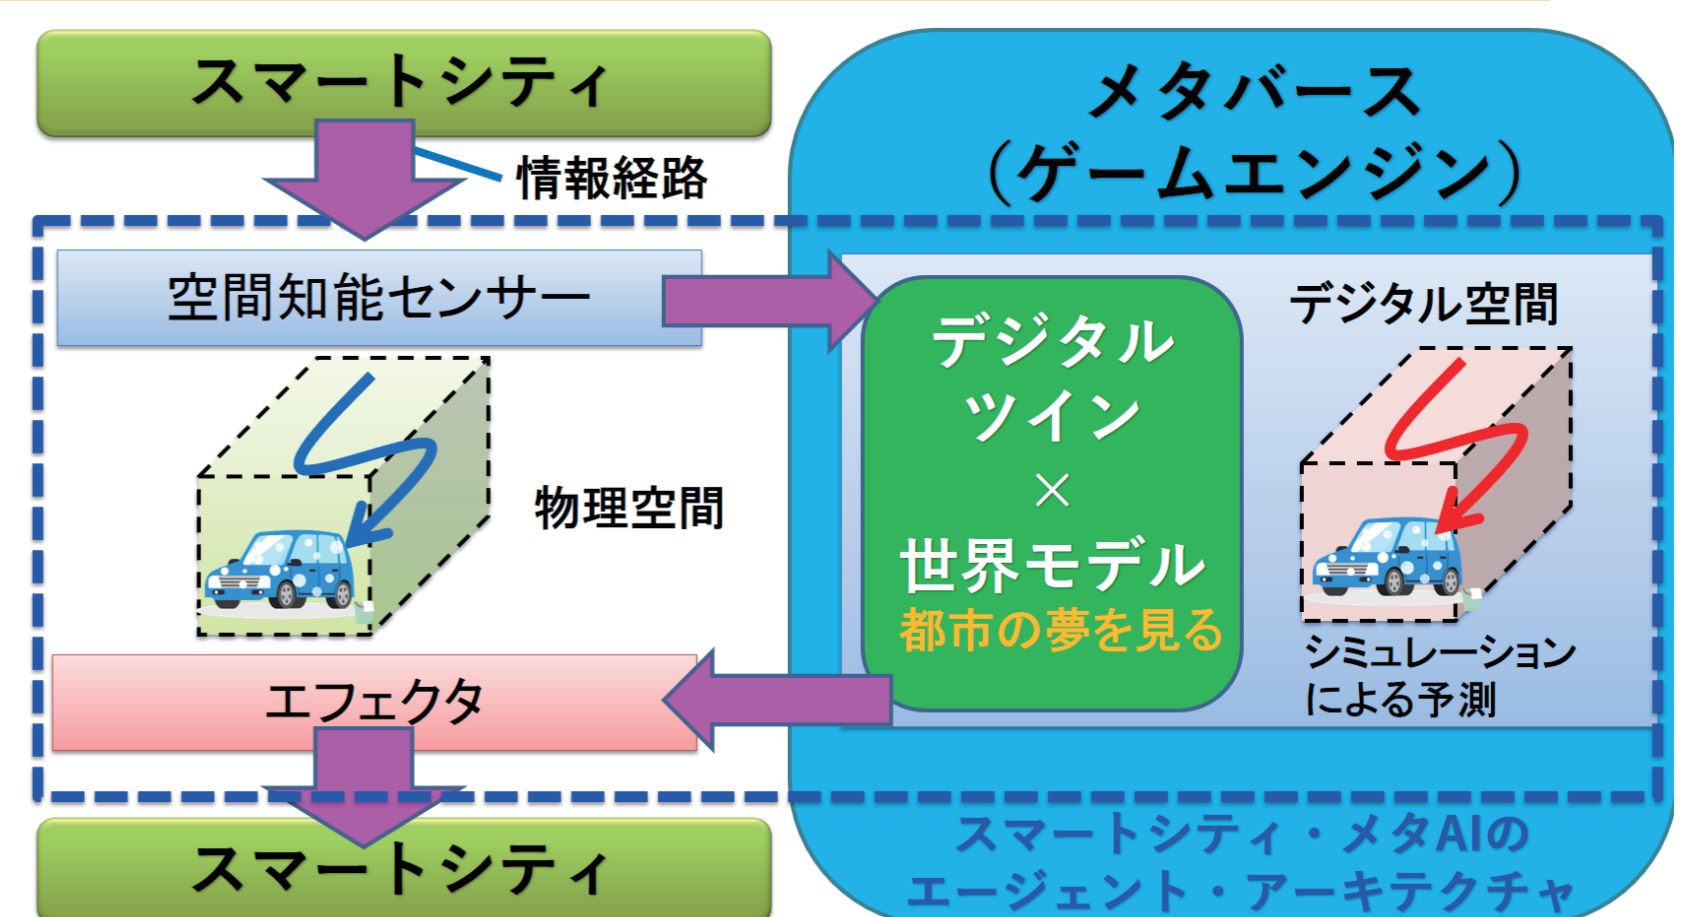 スマートシティ
情報経路
メタバース
（ゲームエンジン）
空間知能センサー
物理空間
デジタル
ツイン
×
世界モデル
都市の夢を見る
デジタル空間
シミュレーション
による予測
エフェクタ
スマートシティ
スマートシティ・メタAIの
エージェント・アーキテクチャ